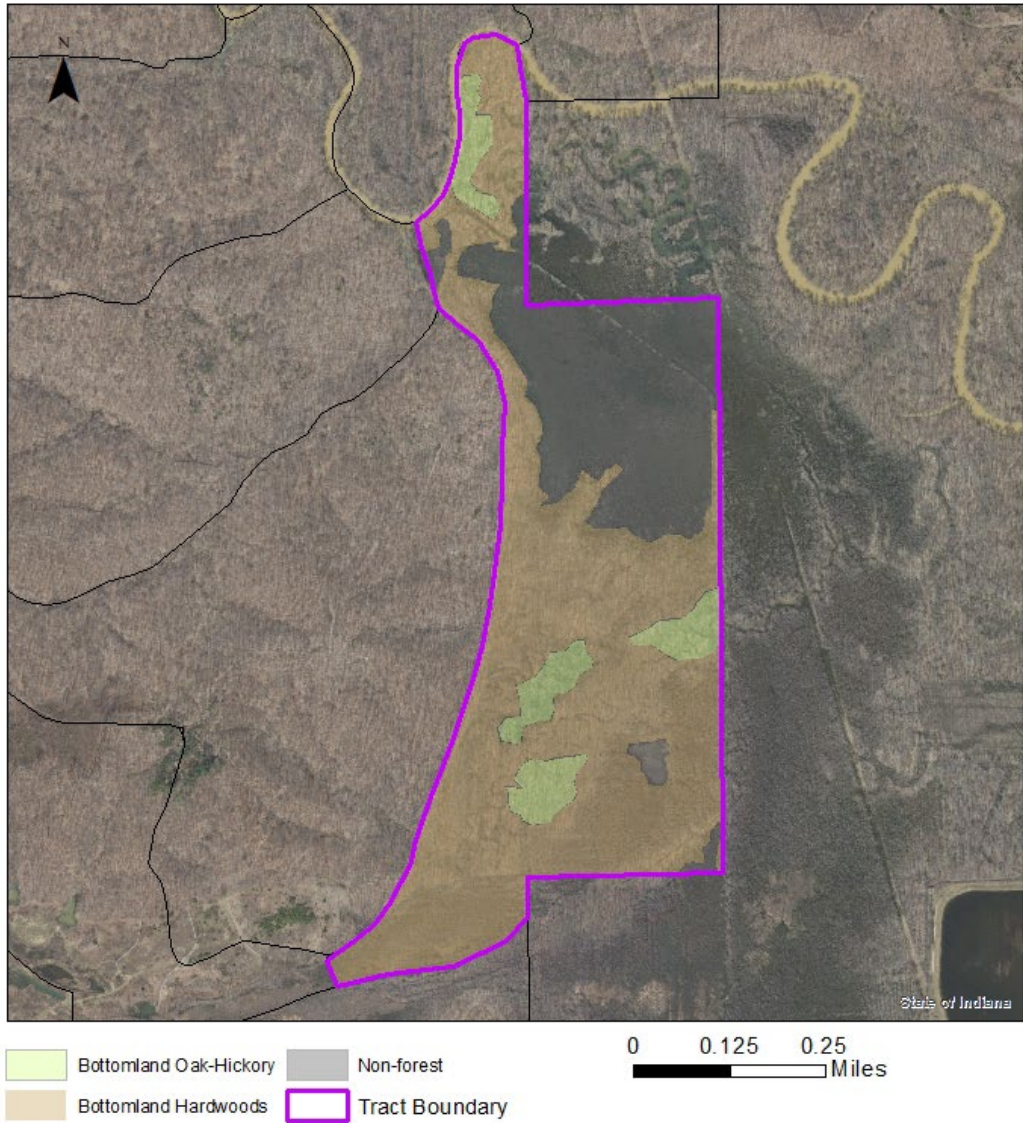 N
State of Indiana
Bottomland Oak-Hickory
Non-forest
Bottomland Hardwoods
Tract Boundary
0 0.125 0.25
Miles